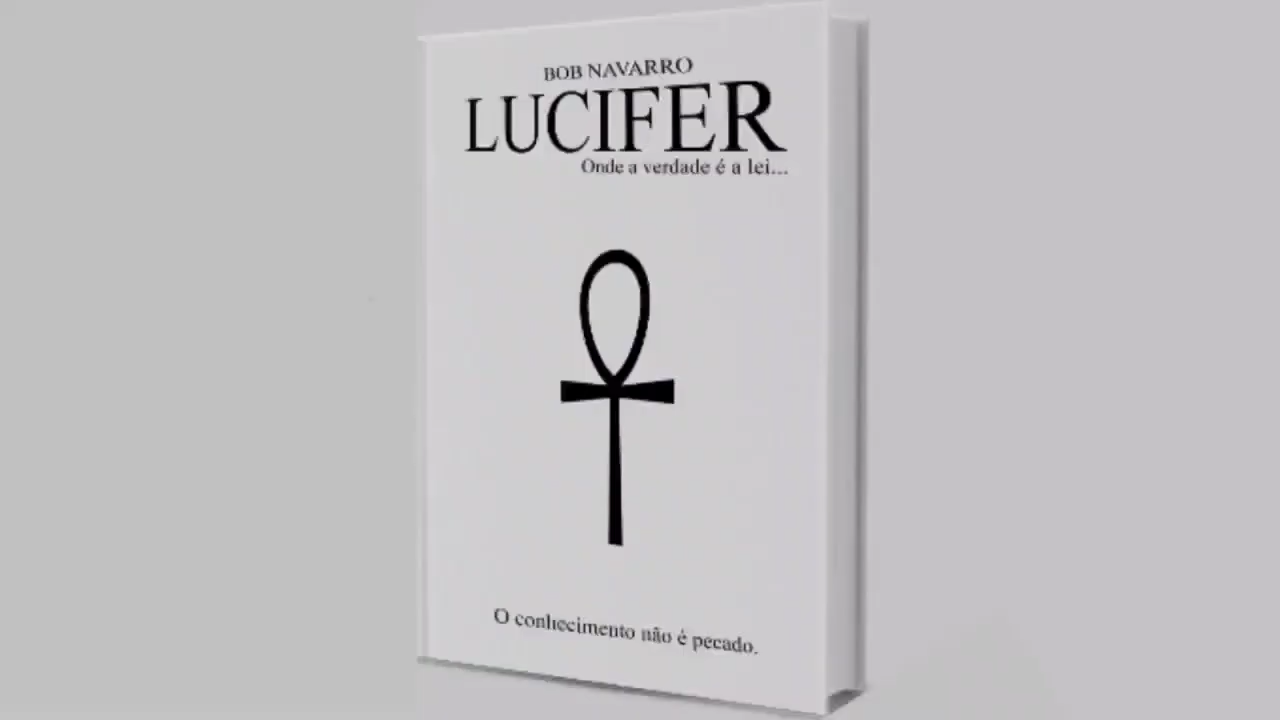 BOB NAVARRO
LUCIFER
Onde a verdade é a lei...
O conhecimento não é pecado.